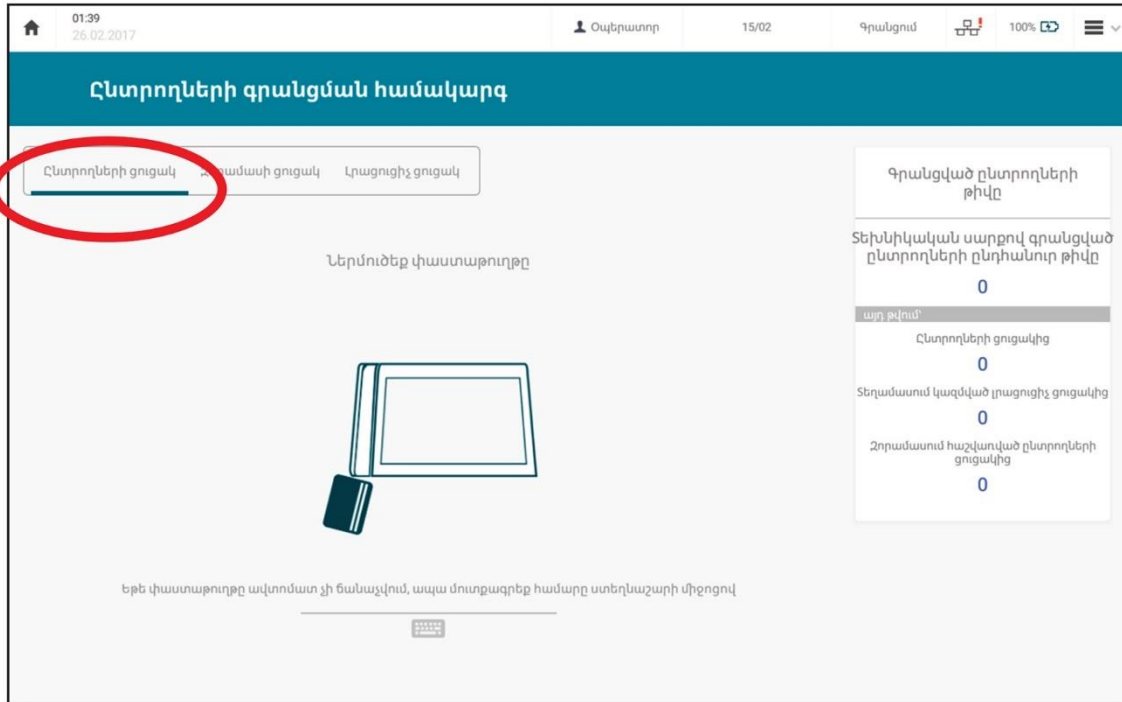 01:39
26.02.2017
Օպերատոր
15/02
Գրանցում
100%
Ընտրողների գրանցման համակարգ
Ընտրողների ցուցակ
ցուցակ
Լրացուցիչ ցուցակ
Ներմուծեք փաստաթուղթը
Եթե փաստաթուղթը ավտոմատ չի ճանաչվում, ապա մուտքագրեք համարը ստեղնաշարի միջոցով
Գրանցված ընտրողների
թիվը
Տեխնիկական սարքով գրանցված
ընտրողների ընդհանուր թիվը
0
այդ թվում՝
Ընտրողների ցուցակից
0
Տեղամասում կազմված լրացուցիչ ցուցակից
0
Զորամասում հաշվառված ընտրողների
ցուցակից
0